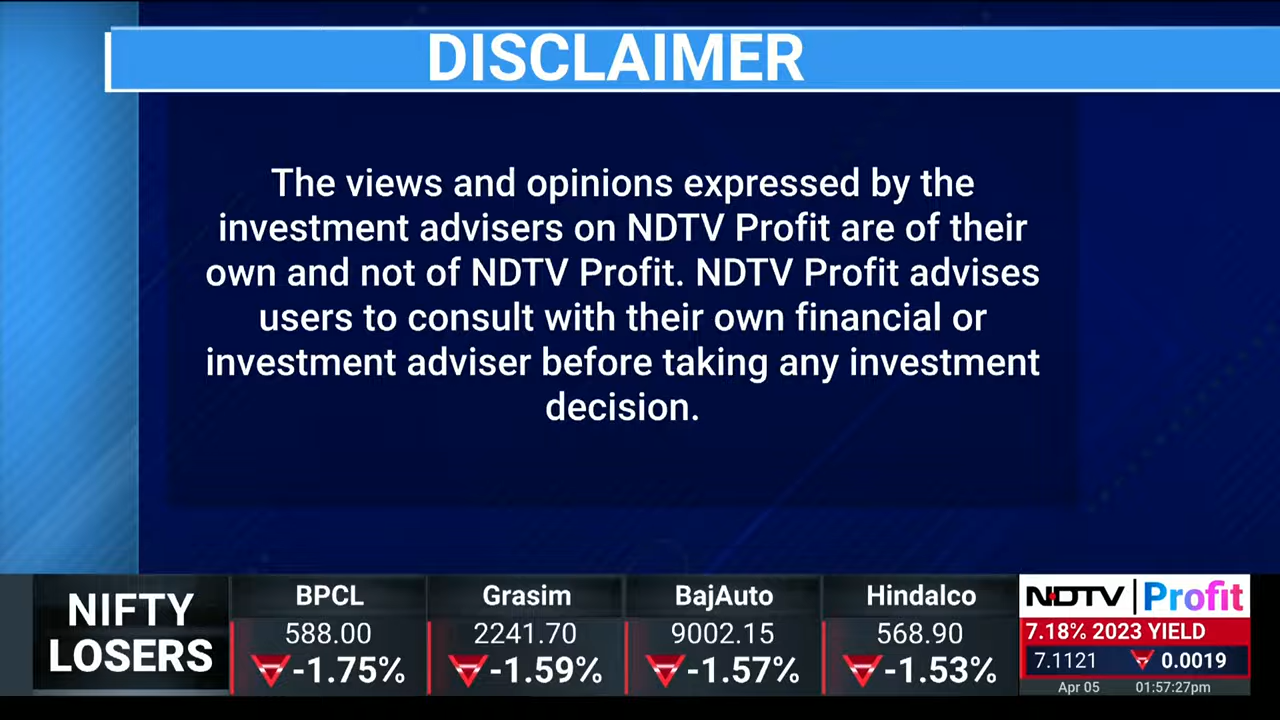 DISCLAIMER
The views and opinions expressed by the
investment advisers on NDTV Profit are of their
own and not of NDTV Profit. NDTV Profit advises
users to consult with their own financial or
investment adviser before taking any investment
decision.
NIFTY
LOSERS
BPCL
588.00
-1.75%
Grasim
2241.70
-1.59%
BajAuto
9002.15
-1.57%
Hindalco
568.90
-1.53%
NDTV Profit
7.18% 2023 YIELD
7.1121 0.0019
Apr 05 01:57:27pm